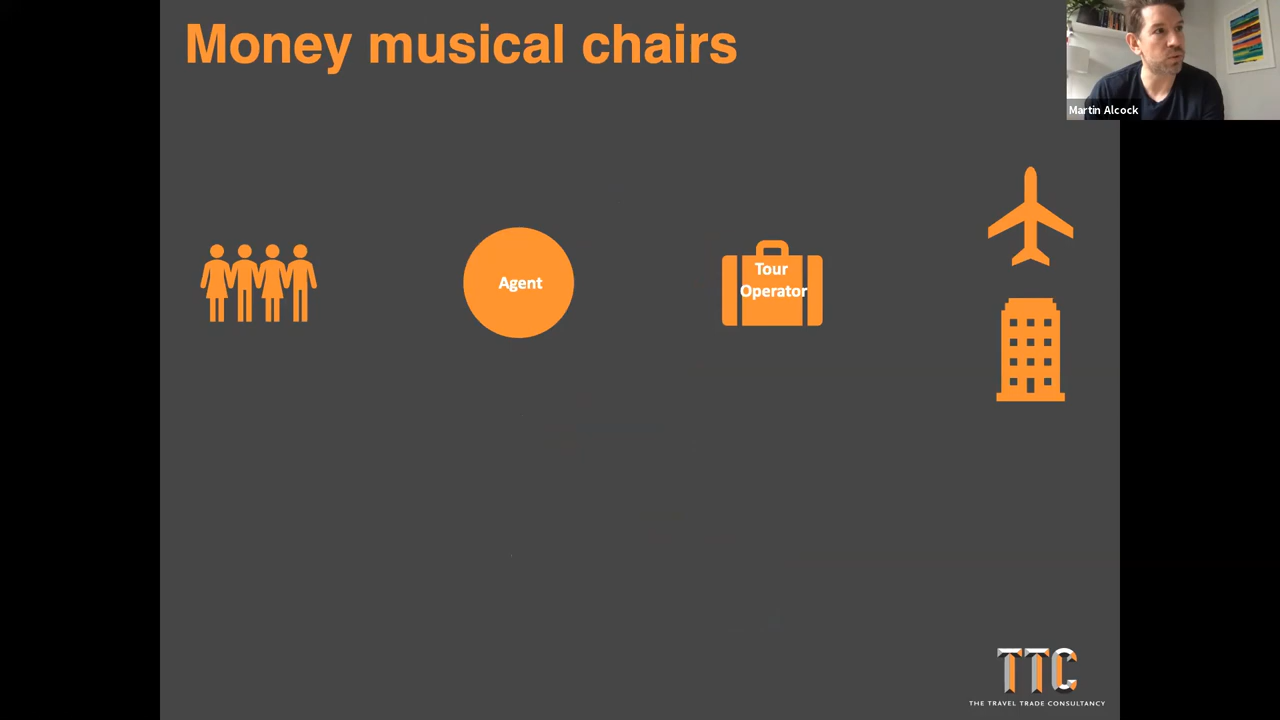 Money musical chairs
Martin Alcock
Agent
Tour
Operator
TTC
THE TRAVEL TRADE CONSULTANCY